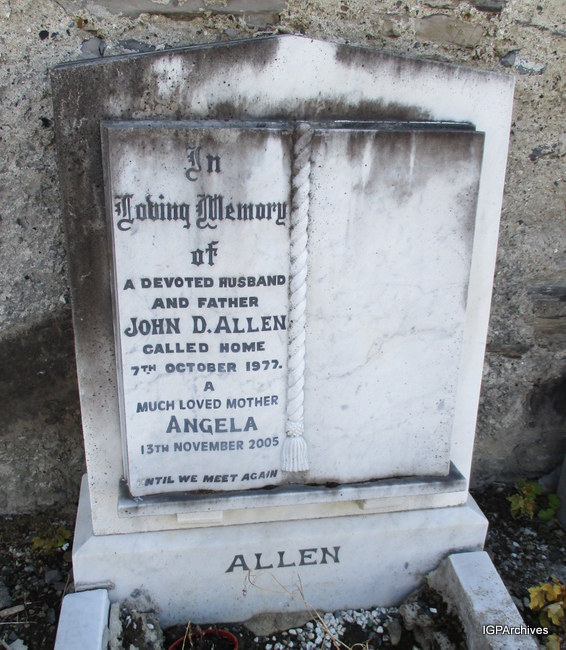 In
Loving Memory
of
A DEVOTED HUSBAND
AND FATHER
JOHN D. ALLEN
CALLED HOME
7TH OCTOBER 1977.
A
MUCH LOVED MOTHER
ANGELA
13TH NOVEMBER 2005
NTIL WE MEET AGAIN
ALLEN
IGPArchives